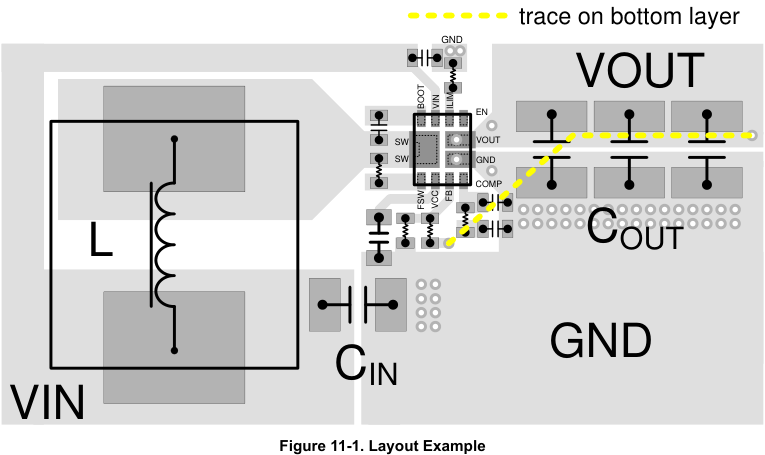 trace on bottom layer
GND
VOUT
BOOT
VIN
ILIM
EN
SW
VOUT
SW
GND
COMP
FSW
VCC
FB
L
COUT
CIN
GND
VIN
Figure 11-1. Layout Example